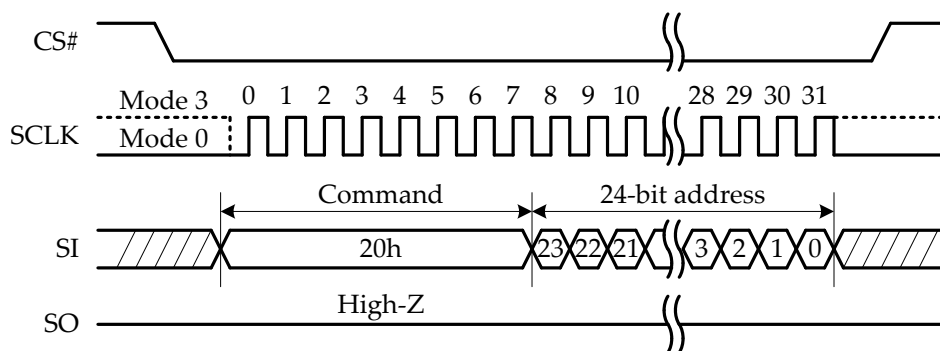 CS#
Mode 3 0 1 2 3 4 5 6 7 8 9 10 28 29 30 31
SCLK
Mode 0
Command 24-bit address
SI 20h 23 22 21 3 2 1 0
High-Z
SO